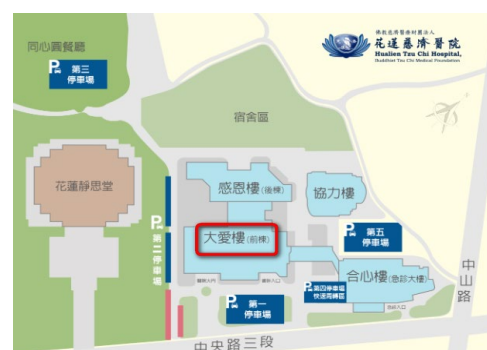 佛教慈濟醫療財團法人
花蓮慈濟醫院
Hualien Tzu Chi Hospital,
Buddhist Tzu Chi Medical Foundation
同心圓餐廳
P 第三
停車場
宿舍區
花蓮靜思堂
感恩樓(後棟)
協力樓
大愛樓(前棟)
P 第二停車場
P 第五
停車場
合心樓(急診大樓)
中山路
P 第四停車場
快速周轉區
P 第一
停車場
中央路三段